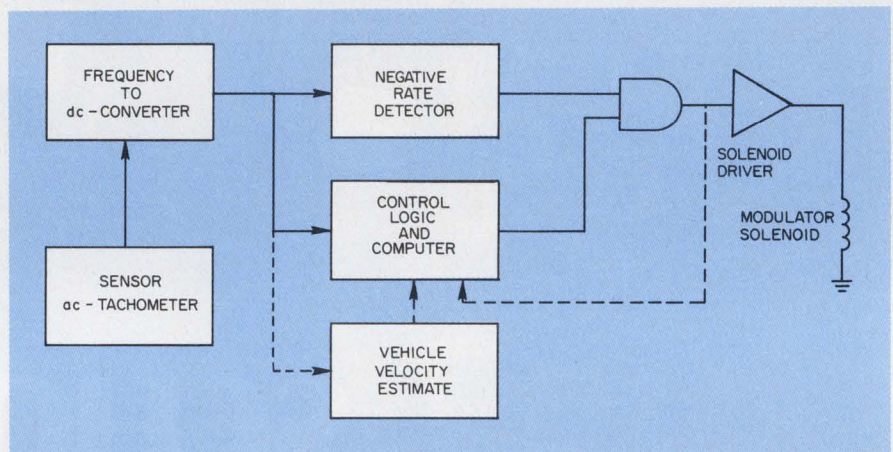 FREQUENCY
TO
dc - CONVERTER
NEGATIVE
RATE
DETECTOR
SOLENOID
DRIVER
CONTROL
LOGIC
AND
COMPUTER
MODULATOR
SOLENOID
SENSOR
ac - TACHOMETER
VEHICLE
VELOCITY
ESTIMATE